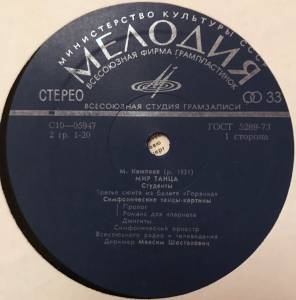 МИНИСТЕРСТВО КУЛЬТУРЫ СССР
МЕЛОДИЯ
ВСЕСОЮЗНАЯ ФИРМА ГРАМПЛАСТИНОК
СТЕРЕО
33
ВСЕСОЮЗНАЯ СТУДИЯ ГРАМЗАПИСИ
С10—05947
ГОСТ 5289-73
2 гр. 1-20
1 сторона
М. (р. 1931)
МИР ТАНЦА
Студенты
Третья сюита из балета «Горянка»
Симфонические танцы-картины
Пролог
Романс для кларнета
Джигиты
Симфонический оркестр
Всесоюзного радио и телевидения
Дирижер Максим Шостакович